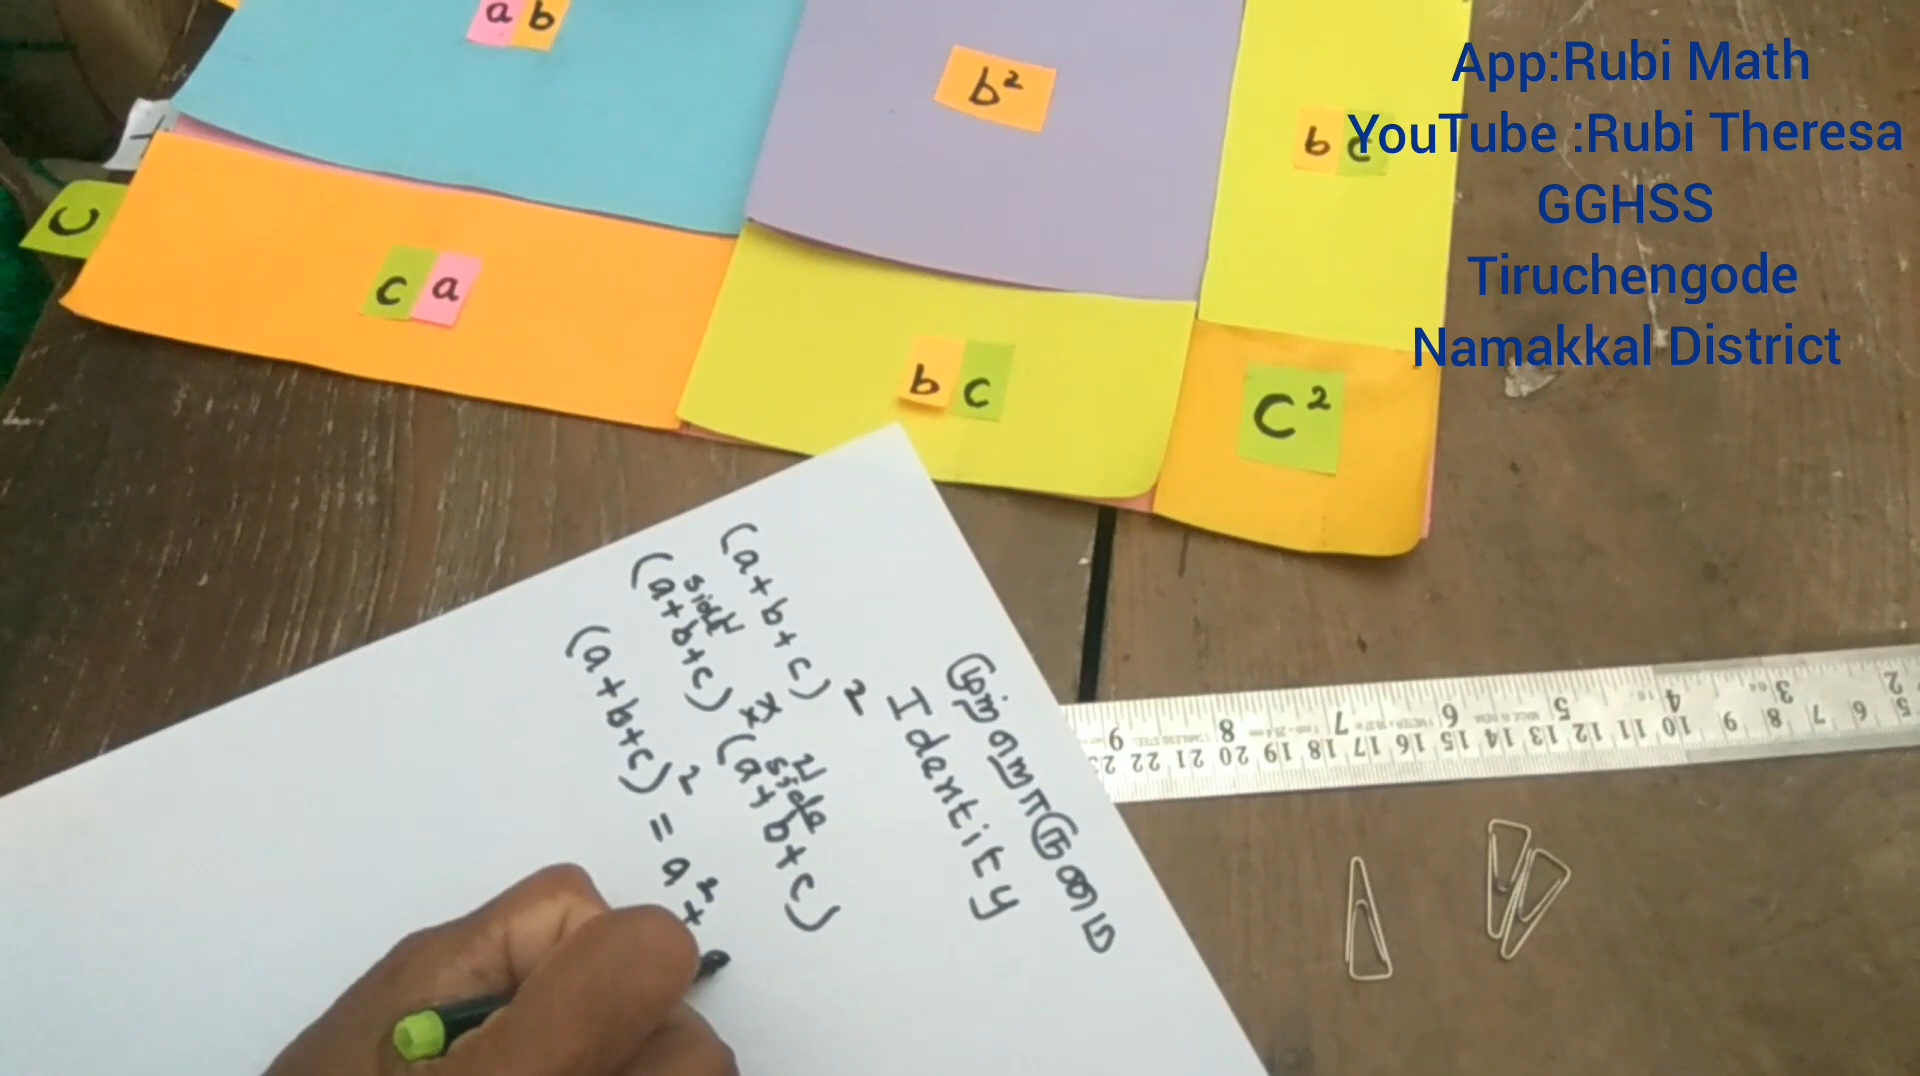 a b
b²
b c
c a
b c
C²
App:Rubi Math
YouTube :Rubi Theresa
GGHSS
Tiruchengode
Namakkal District
முற்றொருமை
Identity
(a+b+c)²
side x side
(a+b+c) x (a+b+c)
(a+b+c)² = a² +